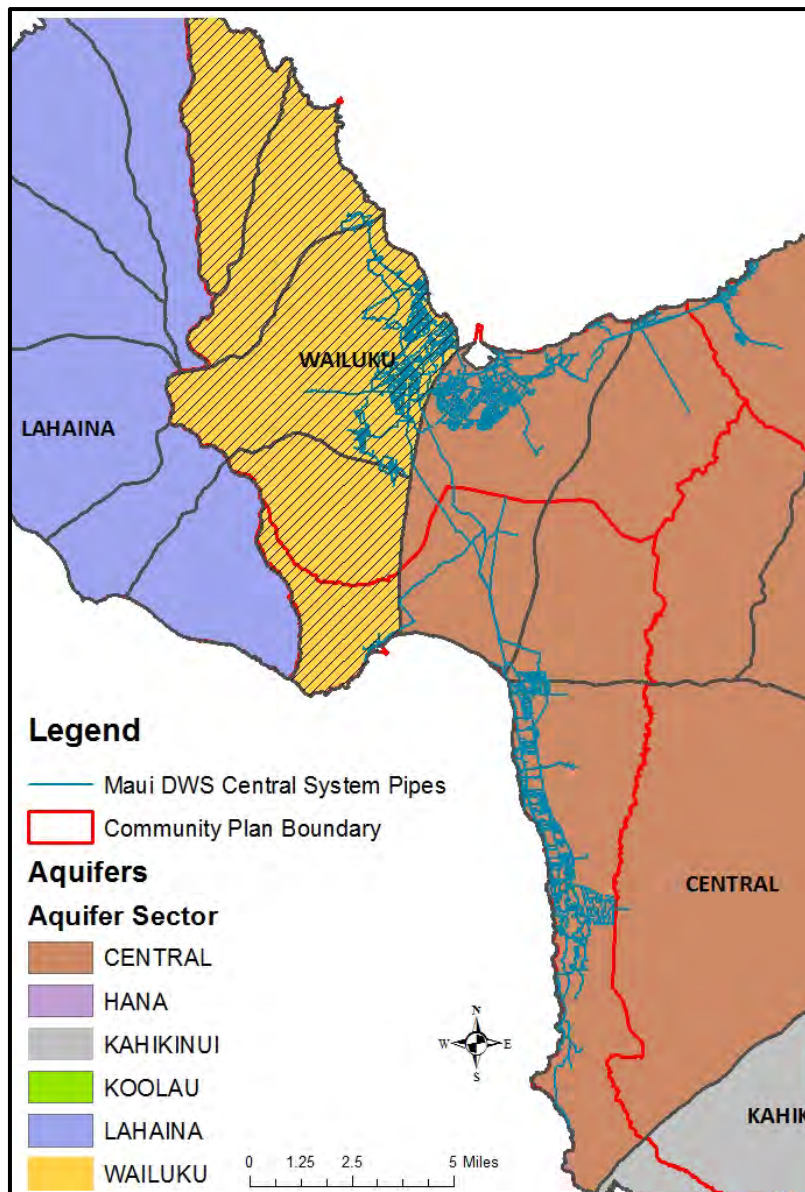 WAILUKU
LAHAINA
Legend
Maui DWS Central System Pipes
Community Plan Boundary
Aquifers
Aquifer Sector
CENTRAL
HANA
KAHIKINUI
KOOLAU
LAHAINA
WAILUKU
CENTRAL
KAHIK
N
W E
S
0 1.25 2.5 5 Miles